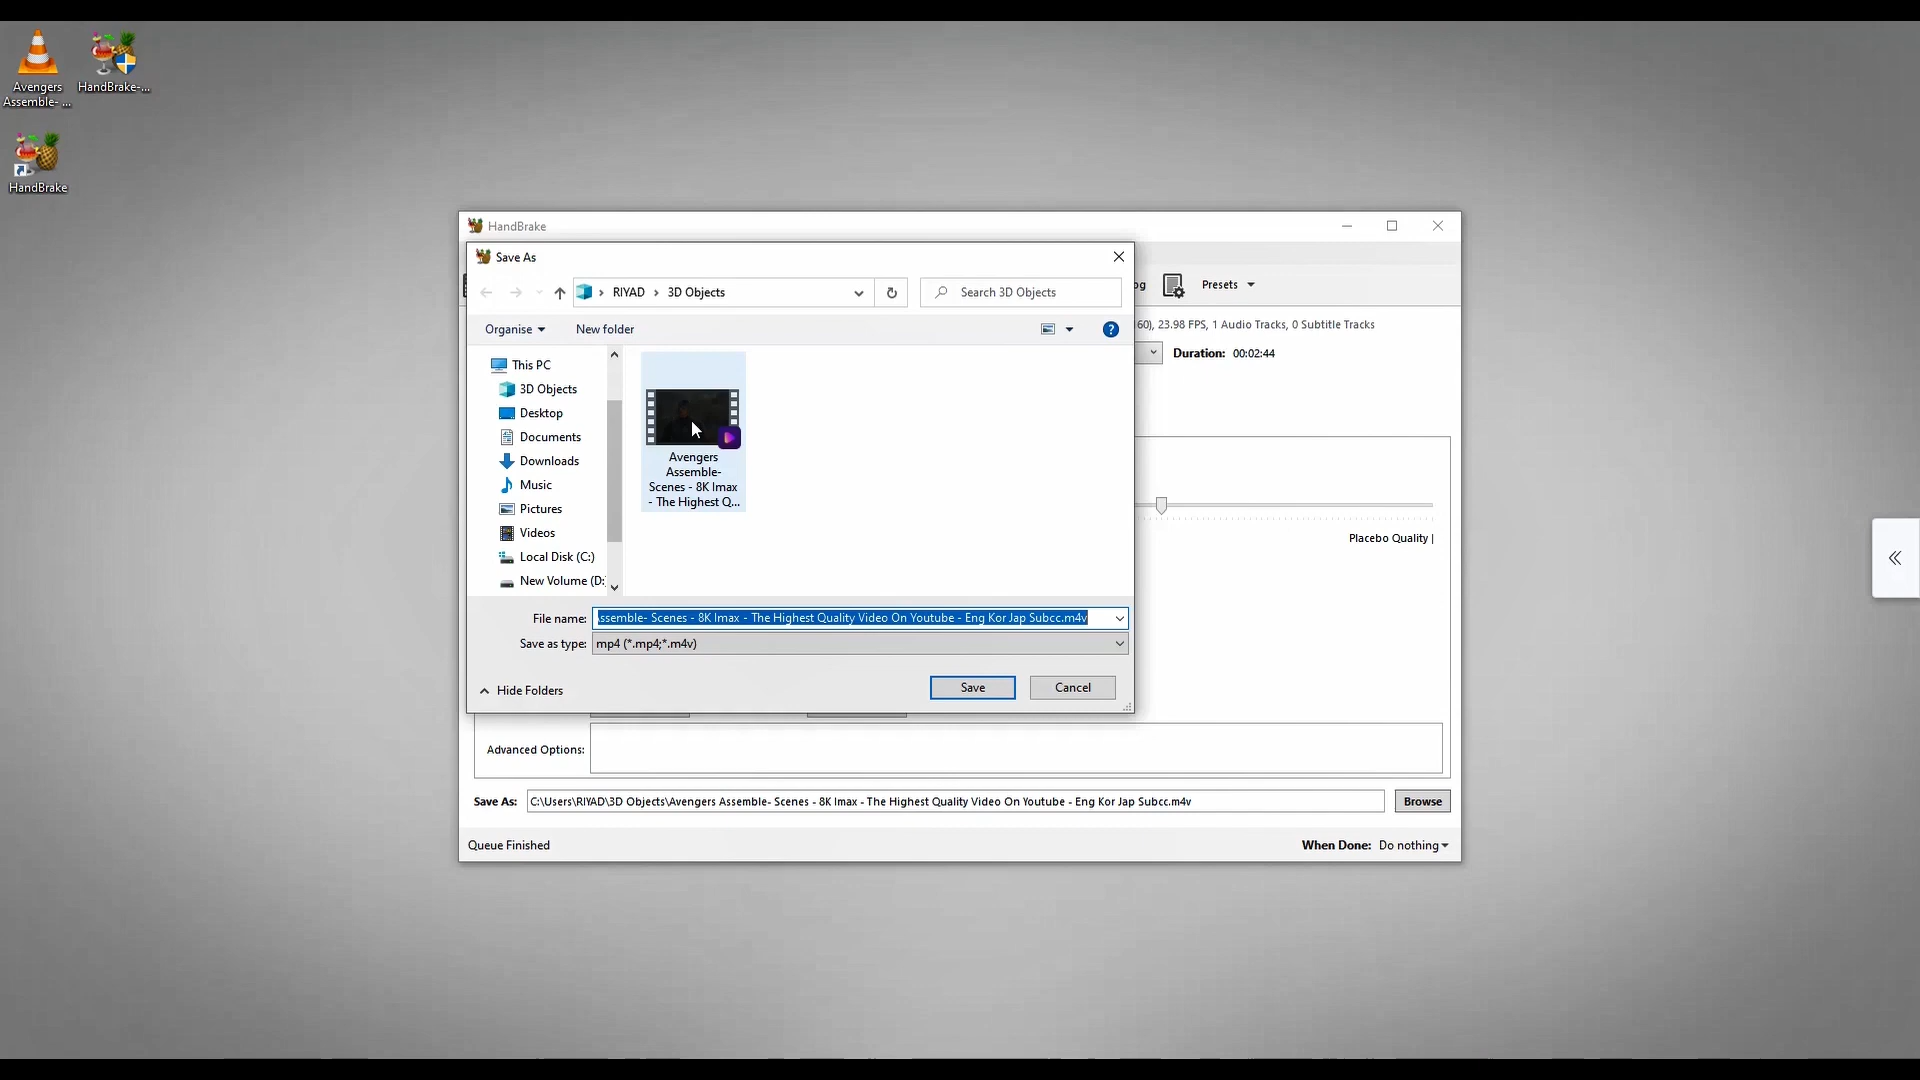 Avengers
Assemble- ...
HandBrake-...
HandBrake
HandBrake
Save As
RIYAD
3D Objects
Search 3D Objects
Presets
Organise
New folder
60), 23.98 FPS, 1 Audio Tracks, 0 Subtitle Tracks
Duration: 00:02:44
This PC
3D Objects
Desktop
Documents
Downloads
Music
Pictures
Videos
Local Disk (C:)
New Volume (D:
Avengers
Assemble-
Scenes - 8K Imax
- The Highest Q...
Placebo Quality |
File name: ssemble- Scenes - 8K Imax - The Highest Quality Video On Youtube - Eng Kor Jap Subcc.m4v
Save as type: mp4 (*.mp4;*.m4v)
Hide Folders
Save
Cancel
Advanced Options:
Save As: C:\Users\RIYAD\3D Objects\Avengers Assemble- Scenes - 8K Imax - The Highest Quality Video On Youtube - Eng Kor Jap Subcc.m4v
Browse
Queue Finished
When Done: Do nothing